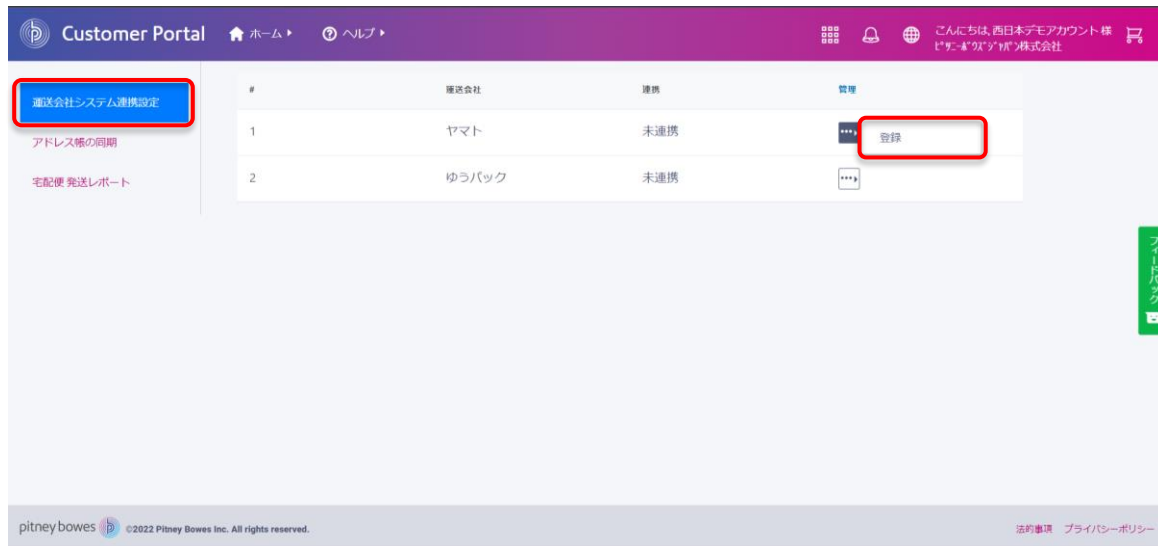 Customer Portal
ホーム
ヘルプ
こんにちは, 西日本デモアカウント 様
ﾋﾟﾂﾆｰﾎﾞｳｽﾞｼﾞﾔﾊﾟﾝ株式会社
運送会社システム連携設定
アドレス帳の同期
宅配便 発送レポート
# 運送会社 連携 管理
1 ヤマト 未連携
登録
2 ゆうパック 未連携
フィードバック
pitney bowes ©2022 Pitney Bowes Inc. All rights reserved.
法的事項 プライバシーポリシー